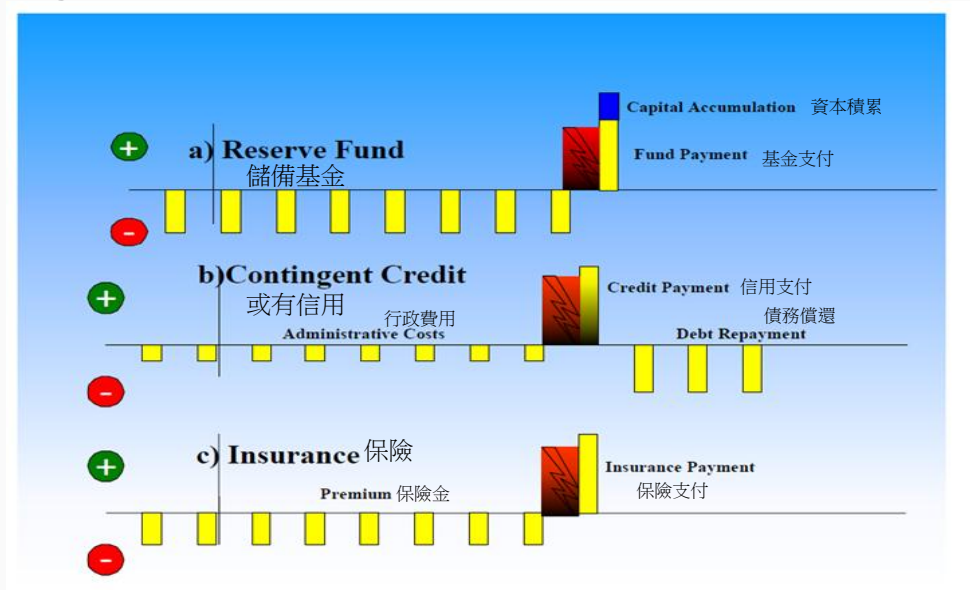 Capital Accumulation 資本積累
+
a) Reserve Fund
Fund Payment 基金支付
儲備基金
-
b)Contingent Credit
+
Credit Payment 信用支付
或有信用
行政費用
債務償還
Administrative Costs
Debt Repayment
-
c) Insurance 保險
+
Insurance Payment
Premium 保險金
保險支付
-